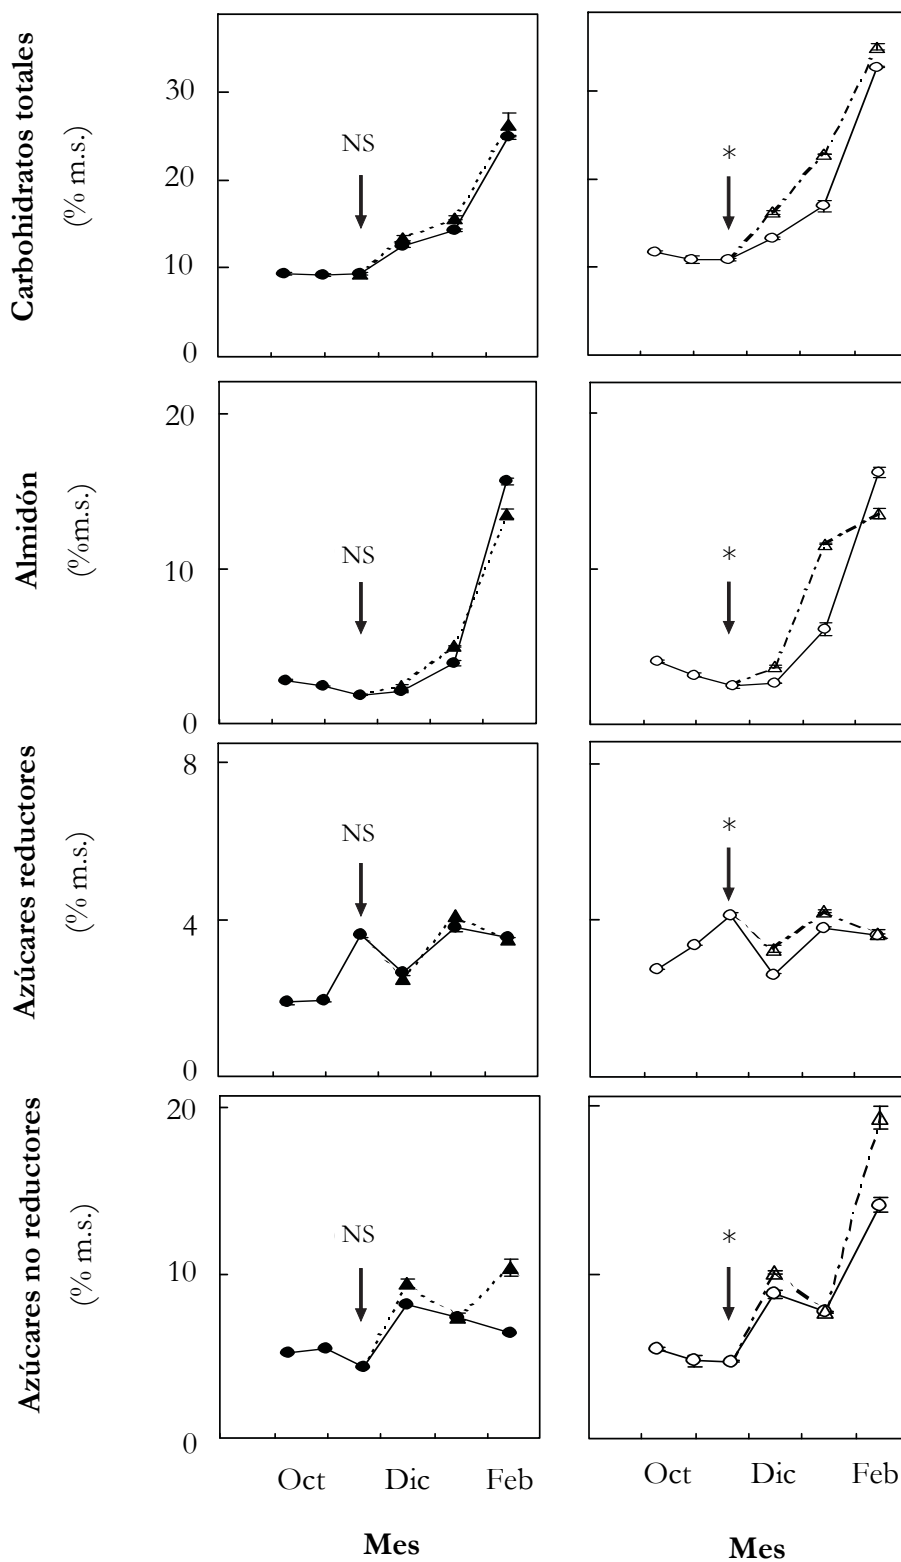 Carbohidratos totales
(% m.s.)
30
20
10
0
NS
*
Almidón
(%m.s.)
20
10
0
NS
*
Azúcares reductores
(% m.s.)
8
4
0
NS
*
Azúcares no reductores
(% m.s.)
20
10
0
NS
*
Oct Dic Feb
Oct Dic Feb
Mes
Mes